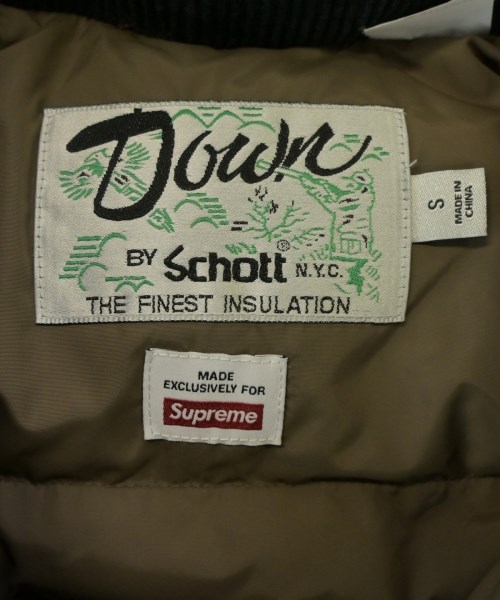 Down
BY Schott® N.Y.C.
THE FINEST INSULATION
S
MADE IN
CHINA
MADE
EXCLUSIVELY FOR
Supreme